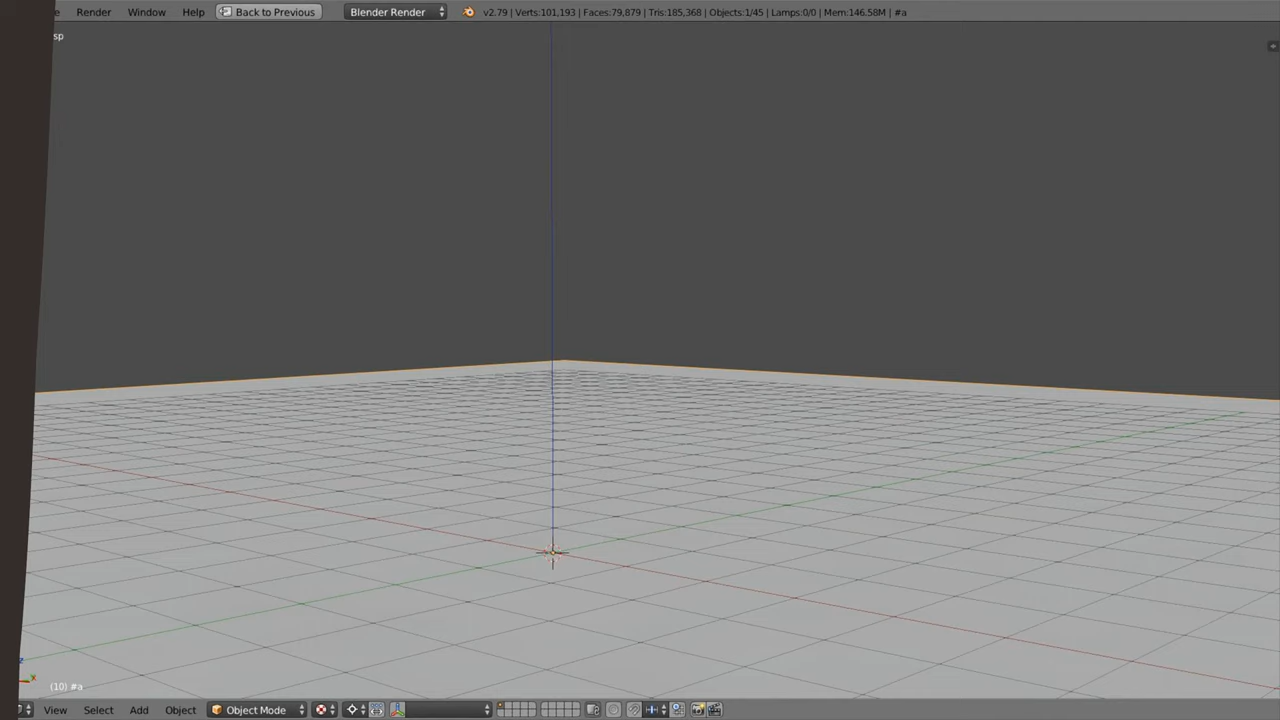 e Render Window Help Back to Previous Blender Render v2.79 | Verts:101,193 | Faces:79,879 | Tris:185,368 | Objects:1/45 | Lamps:0/0 | Mem:146.58M | #a
sp
z
x
(10) #a
View Select Add Object Object Mode